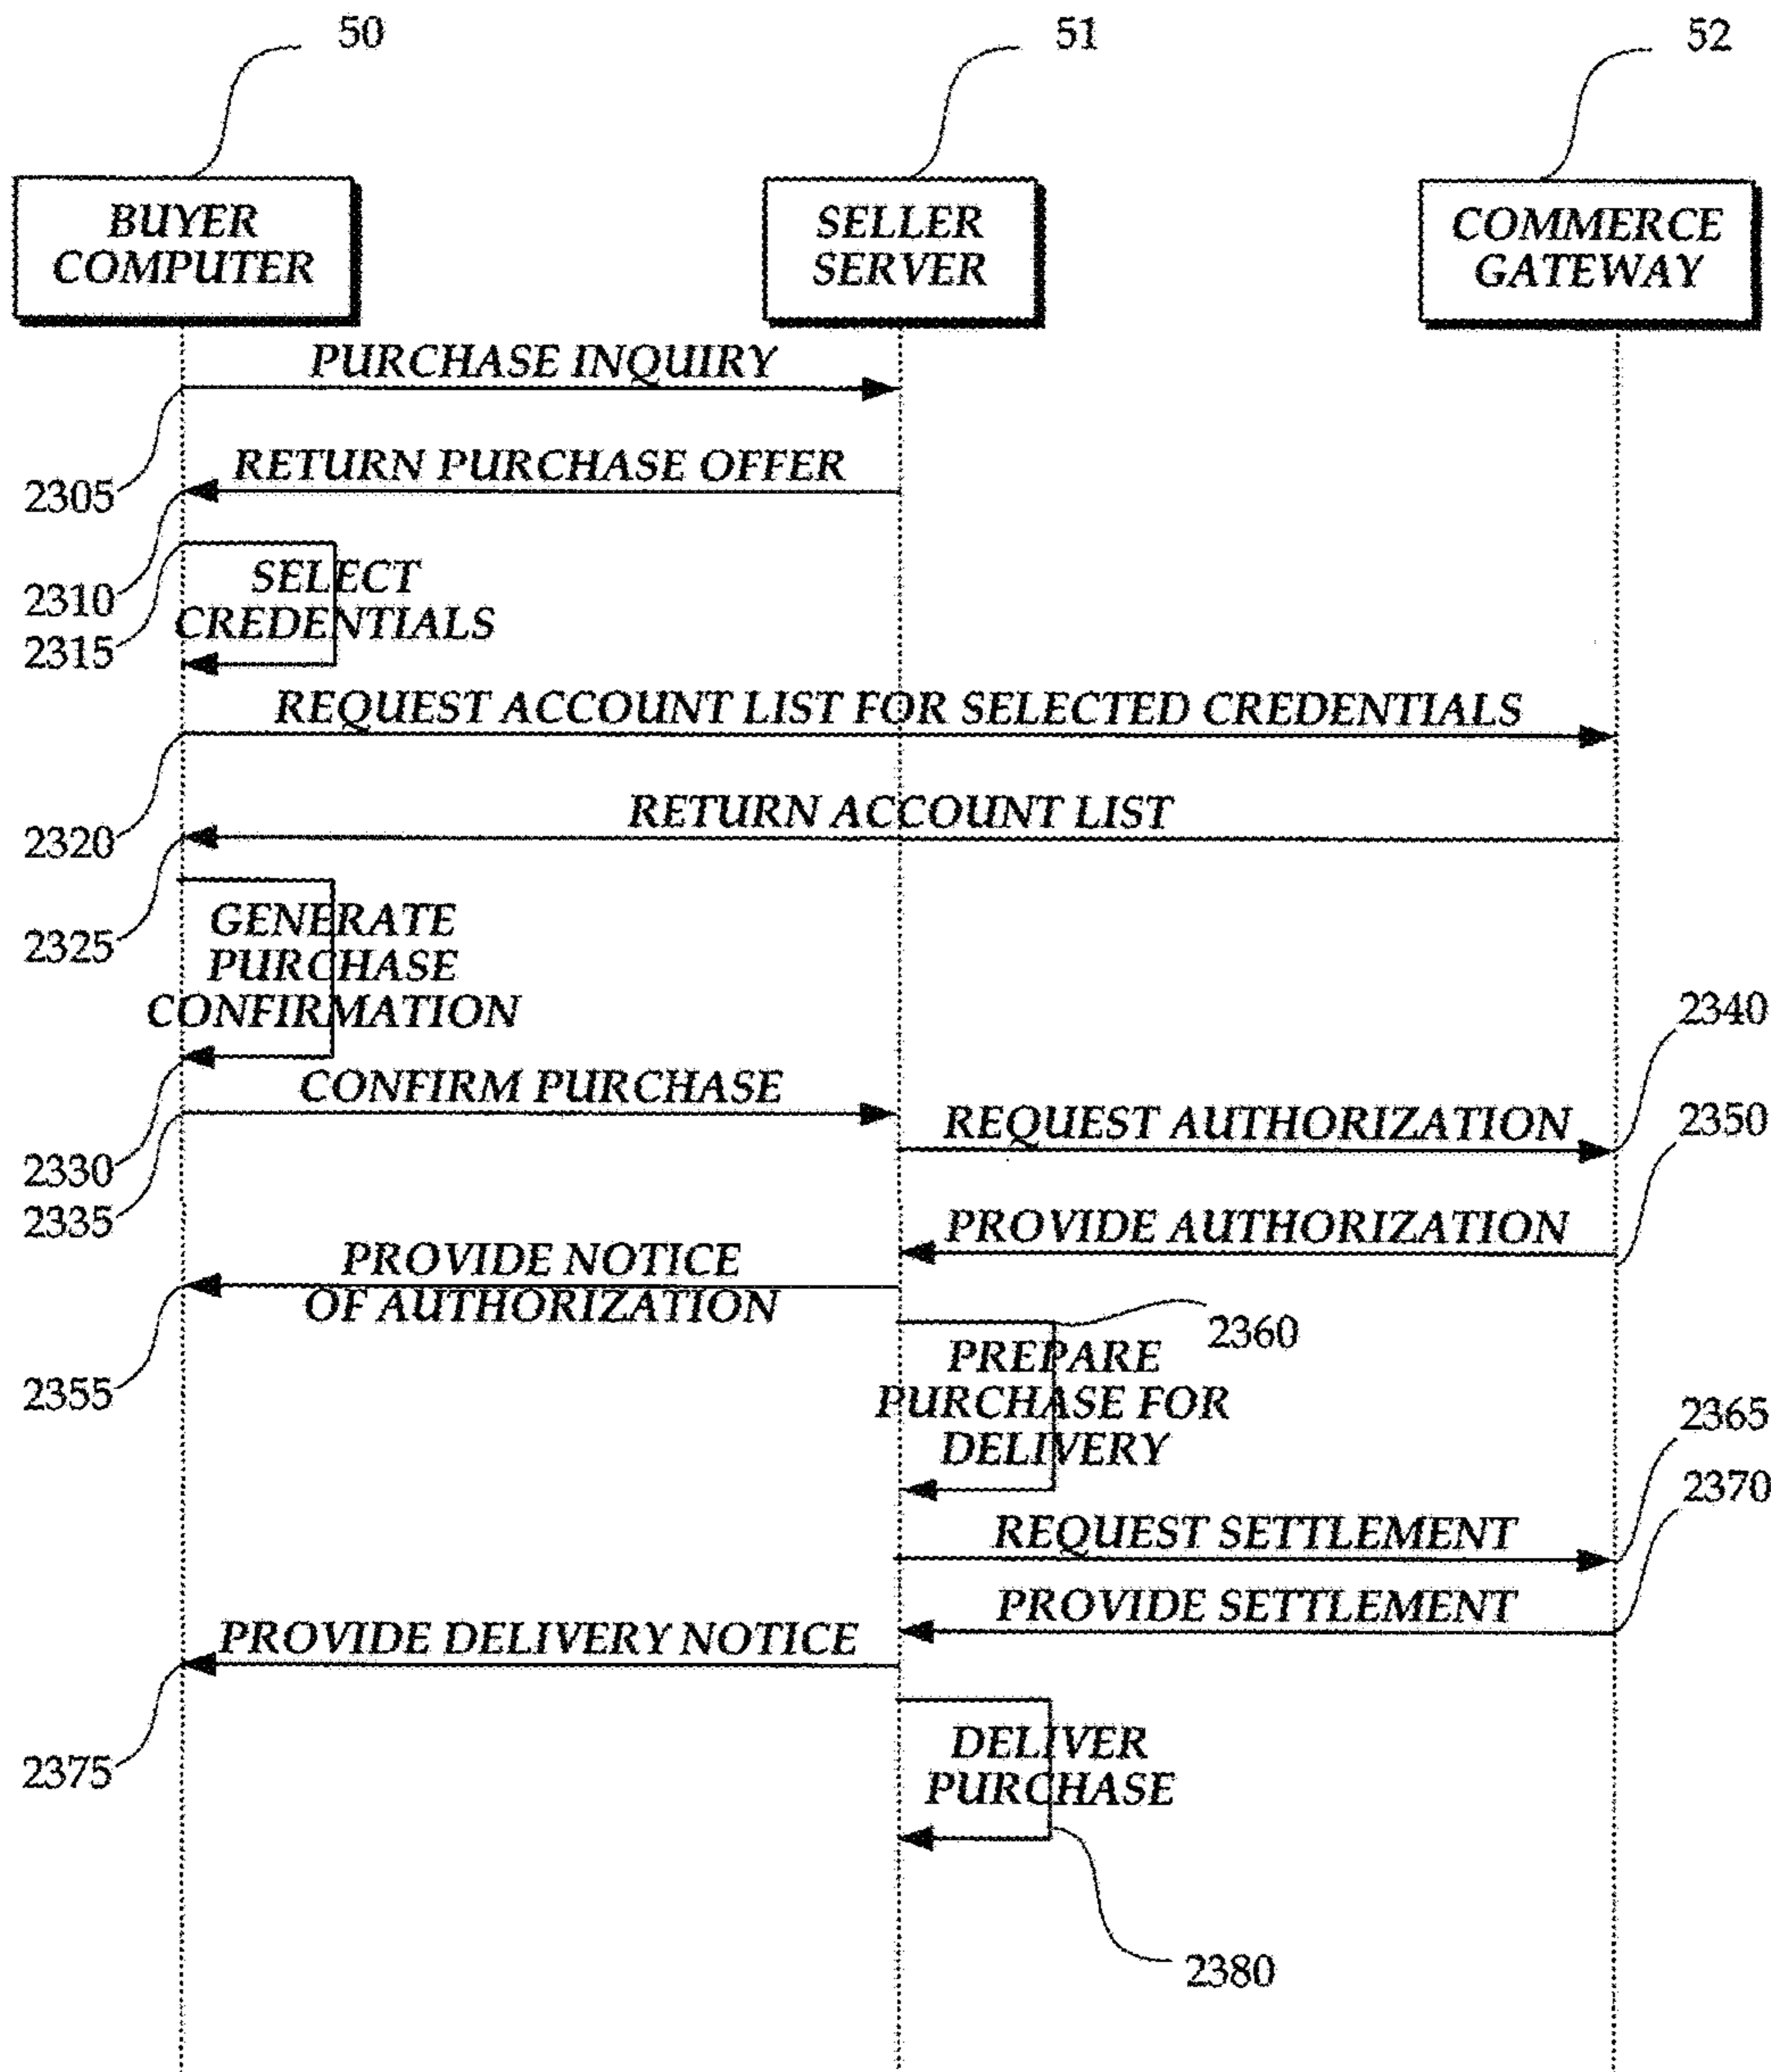 50
51
52
BUYER
COMPUTER
SELLER
SERVER
COMMERCE
GATEWAY
PURCHASE INQUIRY
2305
RETURN PURCHASE OFFER
2310
SELECT
CREDENTIALS
2315
REQUEST ACCOUNT LIST FOR SELECTED CREDENTIALS
2320
RETURN ACCOUNT LIST
2325
GENERATE
PURCHASE
CONFIRMATION
2330
CONFIRM PURCHASE
2335
2340
REQUEST AUTHORIZATION
2350
PROVIDE AUTHORIZATION
PROVIDE NOTICE
OF AUTHORIZATION
2355
2360
PREPARE
PURCHASE FOR
DELIVERY
2365
REQUEST SETTLEMENT
2370
PROVIDE SETTLEMENT
PROVIDE DELIVERY NOTICE
2375
DELIVER
PURCHASE
2380